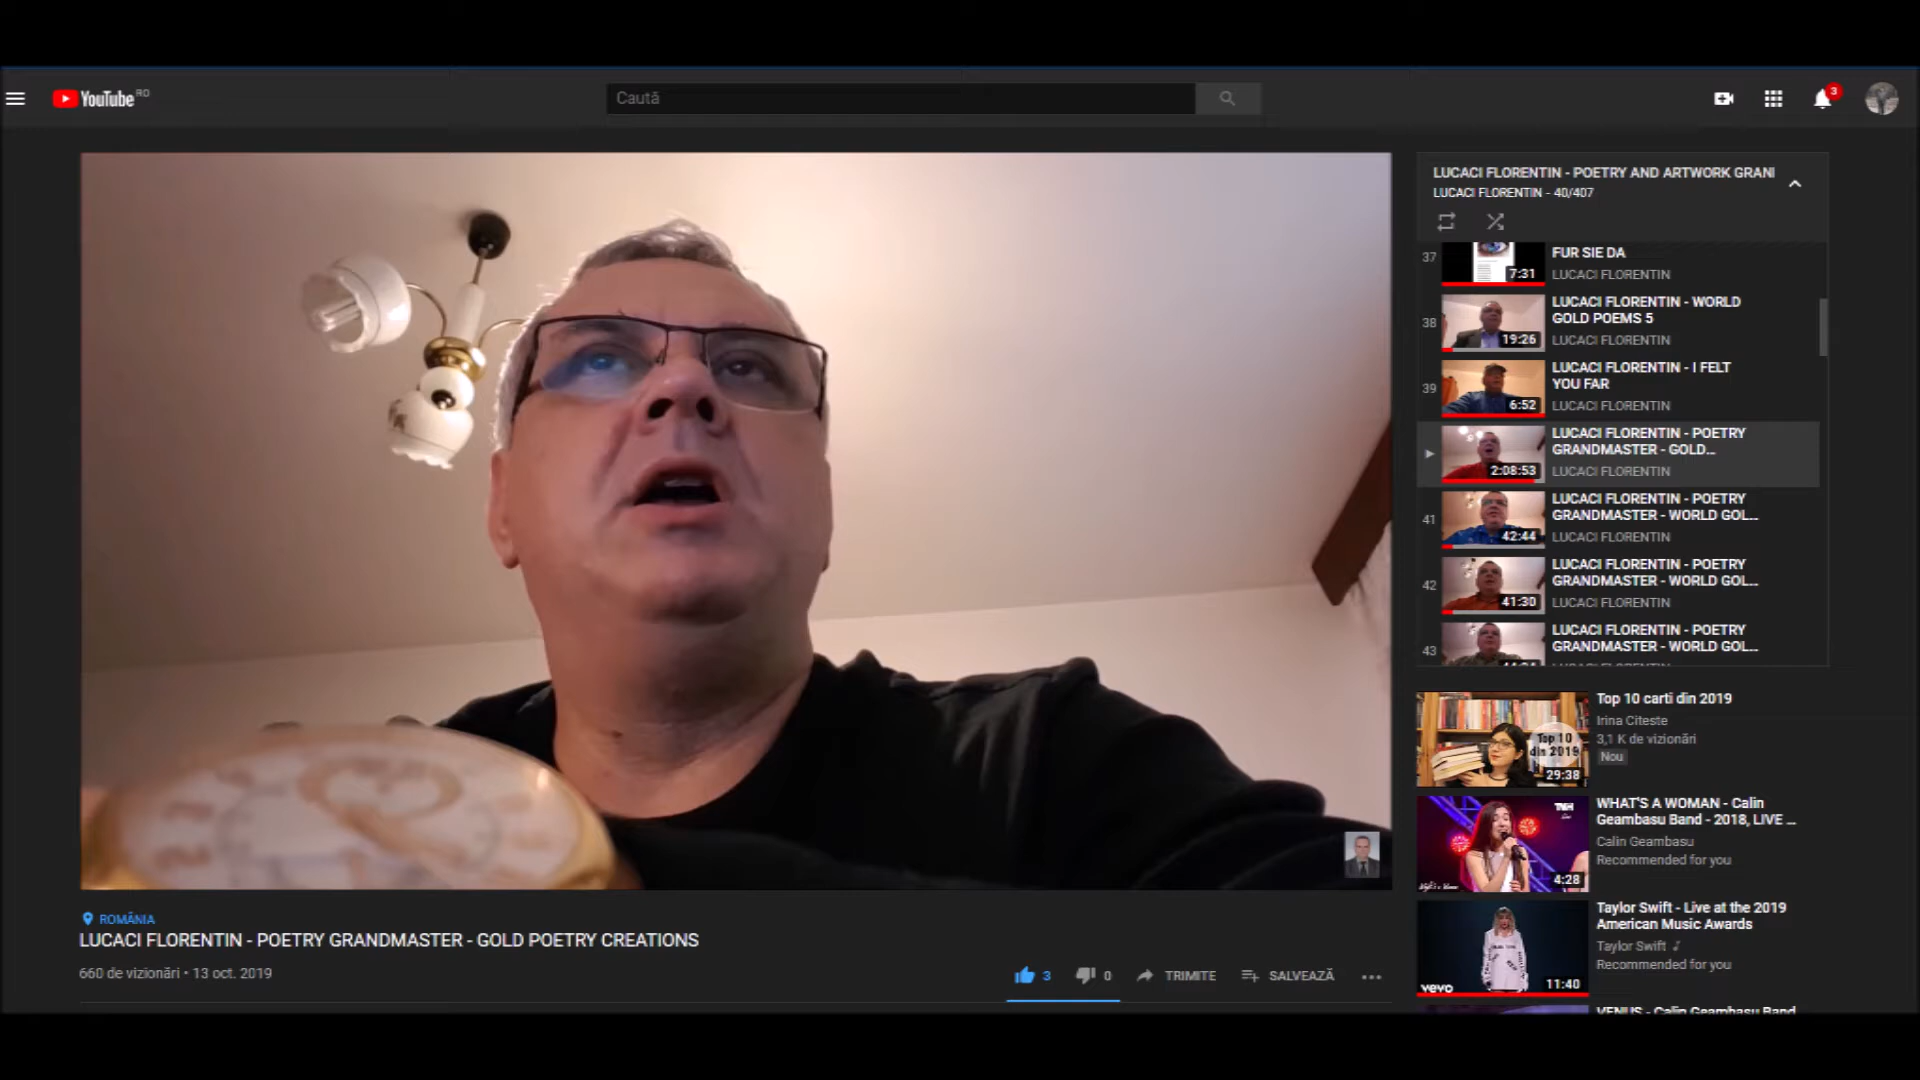 YouTube RO
Caută
3
LUCACI FLORENTIN - POETRY AND ARTWORK GRAN
LUCACI FLORENTIN - 40/407
37
7:31
FUR SIE DA
LUCACI FLORENTIN
38
19:26
LUCACI FLORENTIN - WORLD
GOLD POEMS 5
LUCACI FLORENTIN
39
6:52
LUCACI FLORENTIN - I FELT
YOU FAR
LUCACI FLORENTIN
2:08:53
LUCACI FLORENTIN - POETRY
GRANDMASTER - GOLD...
LUCACI FLORENTIN
41
42:44
LUCACI FLORENTIN - POETRY
GRANDMASTER - WORLD GOL...
LUCACI FLORENTIN
42
41:30
LUCACI FLORENTIN - POETRY
GRANDMASTER - WORLD GOL...
LUCACI FLORENTIN
43
LUCACI FLORENTIN - POETRY
GRANDMASTER - WORLD GOL...
Top 10
din 2019
29:38
Top 10 carti din 2019
Irina Citeste
3,1 K de vizionări
Nou
4:28
WHAT'S A WOMAN - Calin
Geambasu Band - 2018, LIVE ...
Calin Geambasu
Recommended for you
vevo
11:40
Taylor Swift - Live at the 2019
American Music Awards
Taylor Swift
Recommended for you
VENUS - Calin Geambasu Band
ROMÂNIA
LUCACI FLORENTIN - POETRY GRANDMASTER - GOLD POETRY CREATIONS
660 de vizionări • 13 oct. 2019
3
0
TRIMITE
SALVEAZĂ